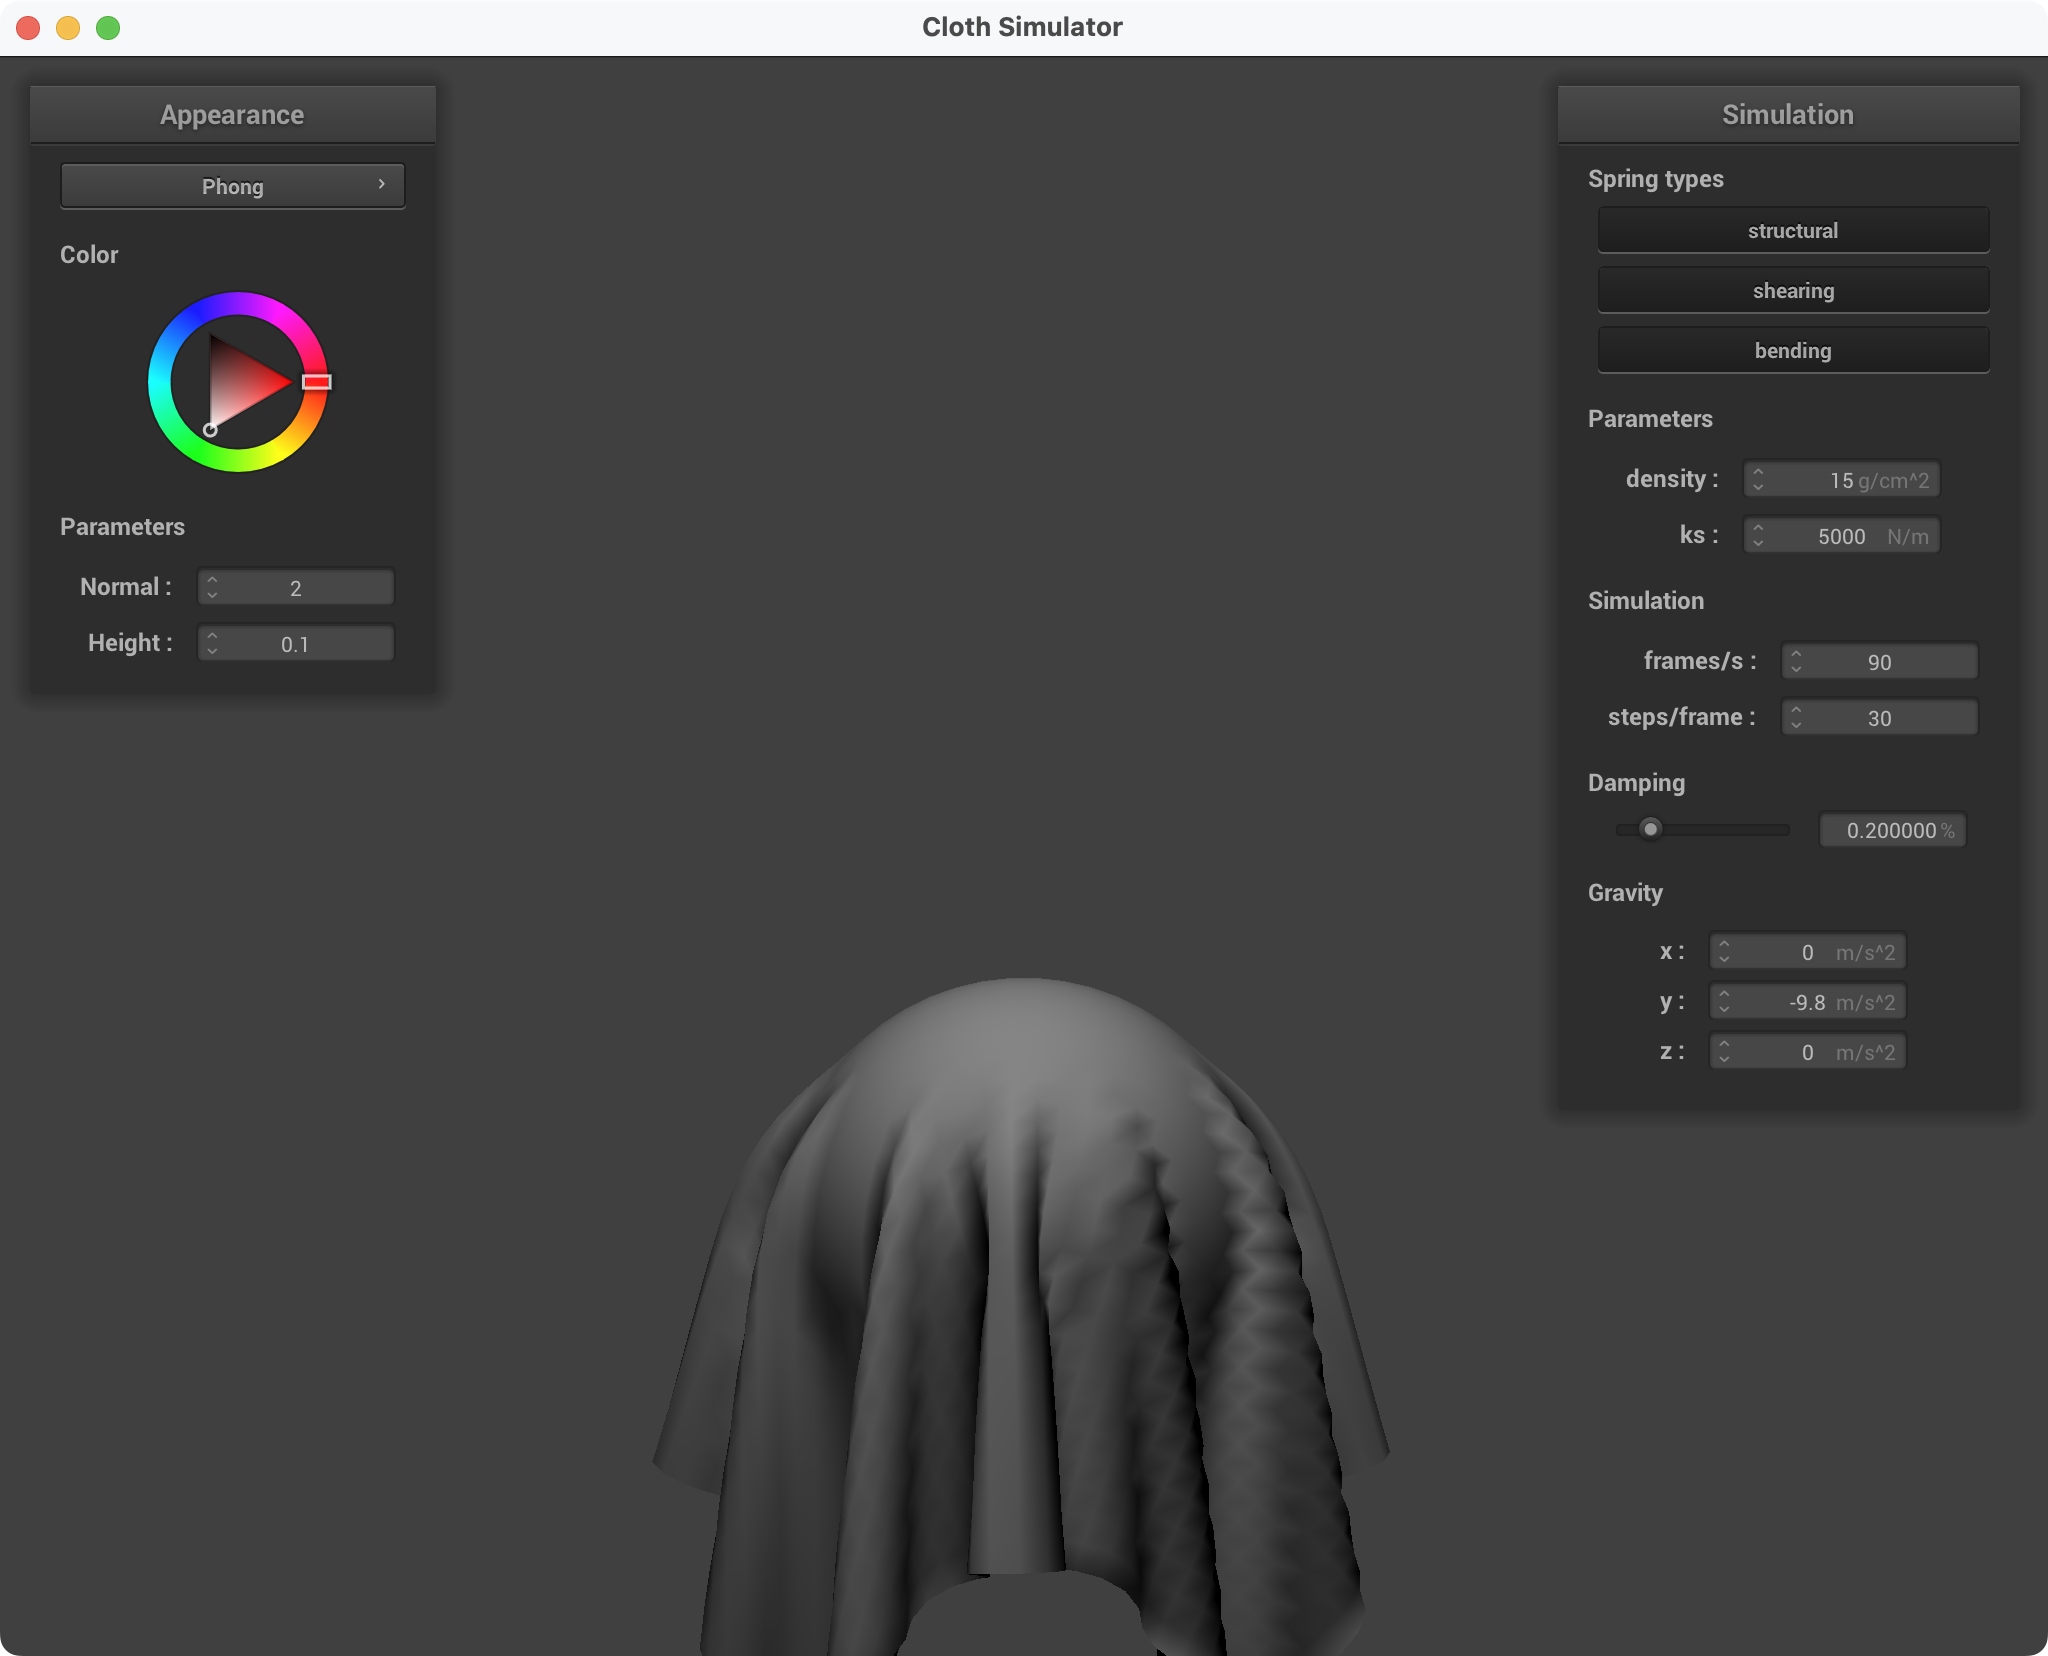 Cloth Simulator
Appearance
Phong
Color
Parameters
Normal : 2
Height : 0.1
Simulation
Spring types
structural
shearing
bending
Parameters
density : 15 g/cm^2
ks : 5000 N/m
Simulation
frames/s : 90
steps/frame : 30
Damping
0.200000 %
Gravity
x : 0 m/s^2
y : -9.8 m/s^2
z : 0 m/s^2